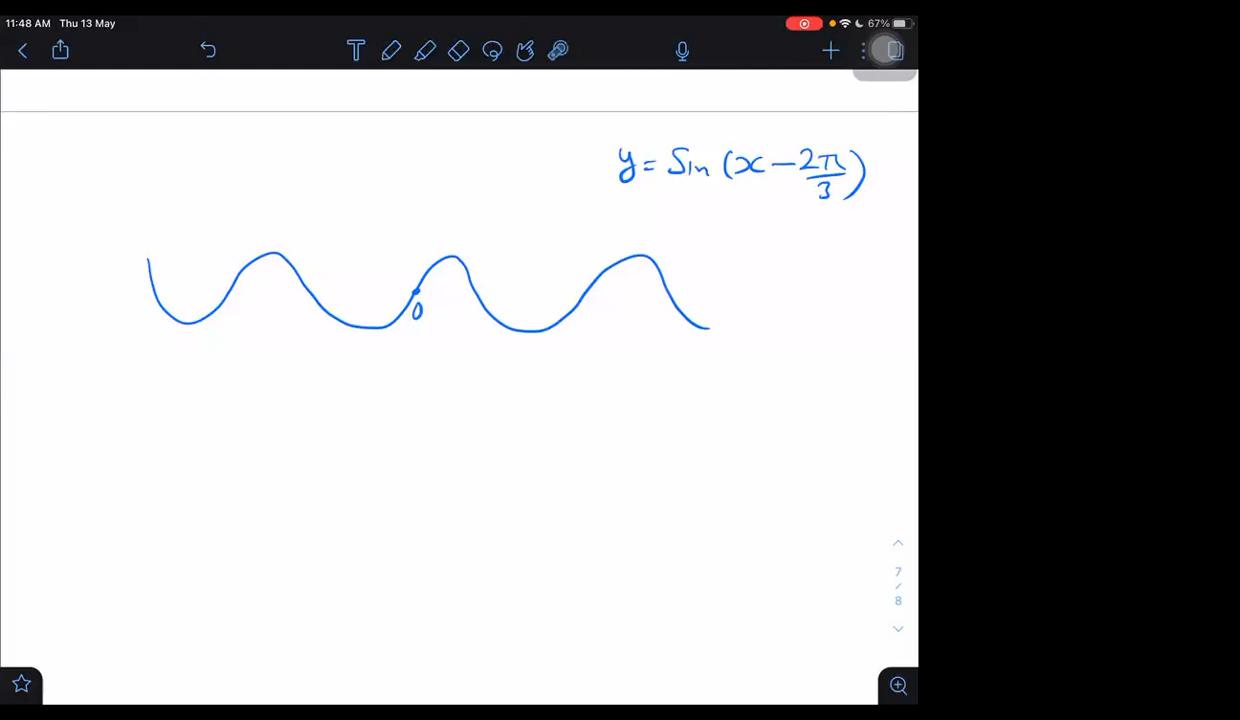 11:48 AM Thu 13 May 67%
T
y = Sin (x - 2π/3)
0
7
/
8